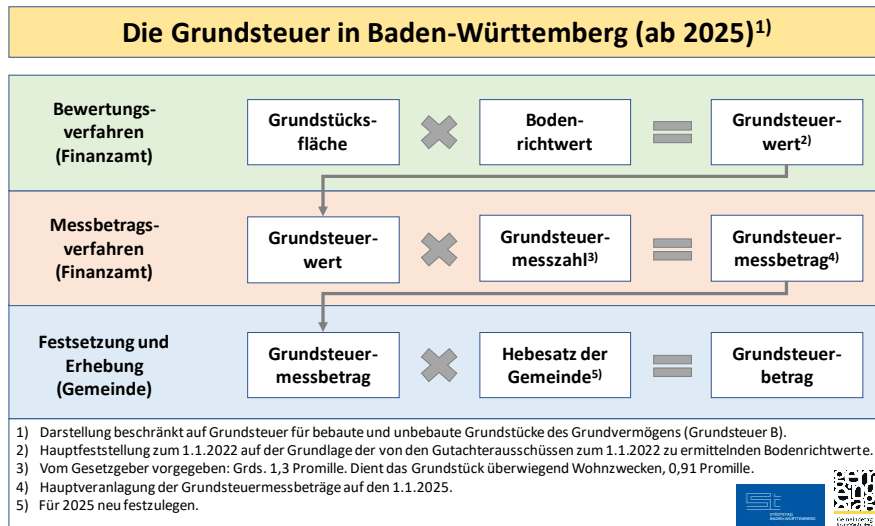 Die Grundsteuer in Baden-Württemberg (ab 2025)1)
Bewertungs-
verfahren
(Finanzamt)
Grundstücks-
fläche
Boden-
richtwert
Grundsteuer-
wert2)
Messbetrags-
verfahren
(Finanzamt)
Grundsteuer-
wert
Grundsteuer-
messzahl3)
Grundsteuer-
messbetrag4)
Festsetzung und
Erhebung
(Gemeinde)
Grundsteuer-
messbetrag
Hebesatz der
Gemeinde5)
Grundsteuer-
betrag
1) Darstellung beschränkt auf Grundsteuer für bebaute und unbebaute Grundstücke des Grundvermögens (Grundsteuer B).
2) Hauptfeststellung zum 1.1.2022 auf der Grundlage der von den Gutachterausschüssen zum 1.1.2022 zu ermittelnden Bodenrichtwerte.
3) Vom Gesetzgeber vorgegeben: Grds. 1,3 Promille. Dient das Grundstück überwiegend Wohnzwecken, 0,91 Promille.
4) Hauptveranlagung der Grundsteuermessbeträge auf den 1.1.2025.
5) Für 2025 neu festzulegen.
STÄDTETAG
BADEN-WÜRTTEMBERG
Gemeindetag